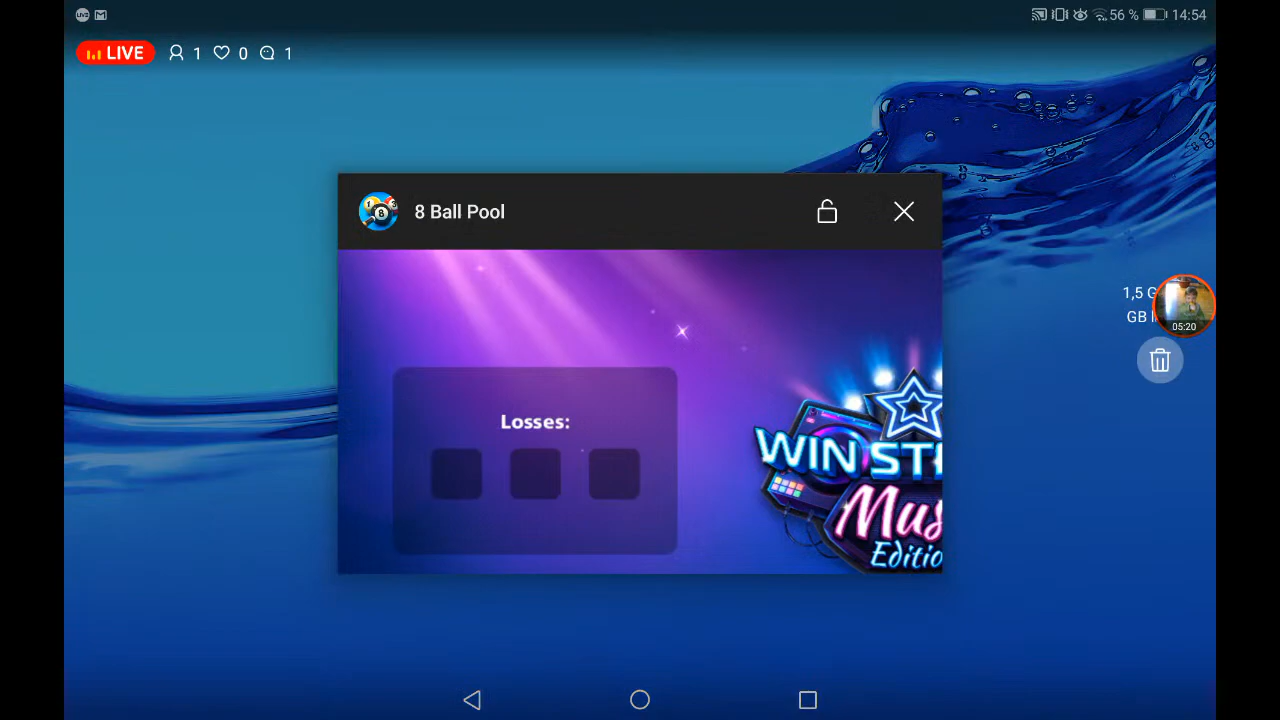 LIVE M 56 % 14:54
LIVE 1 0 1
8 Ball Pool
1,5 G
GB
05:20
Losses:
WIN ST
Mus
Editio